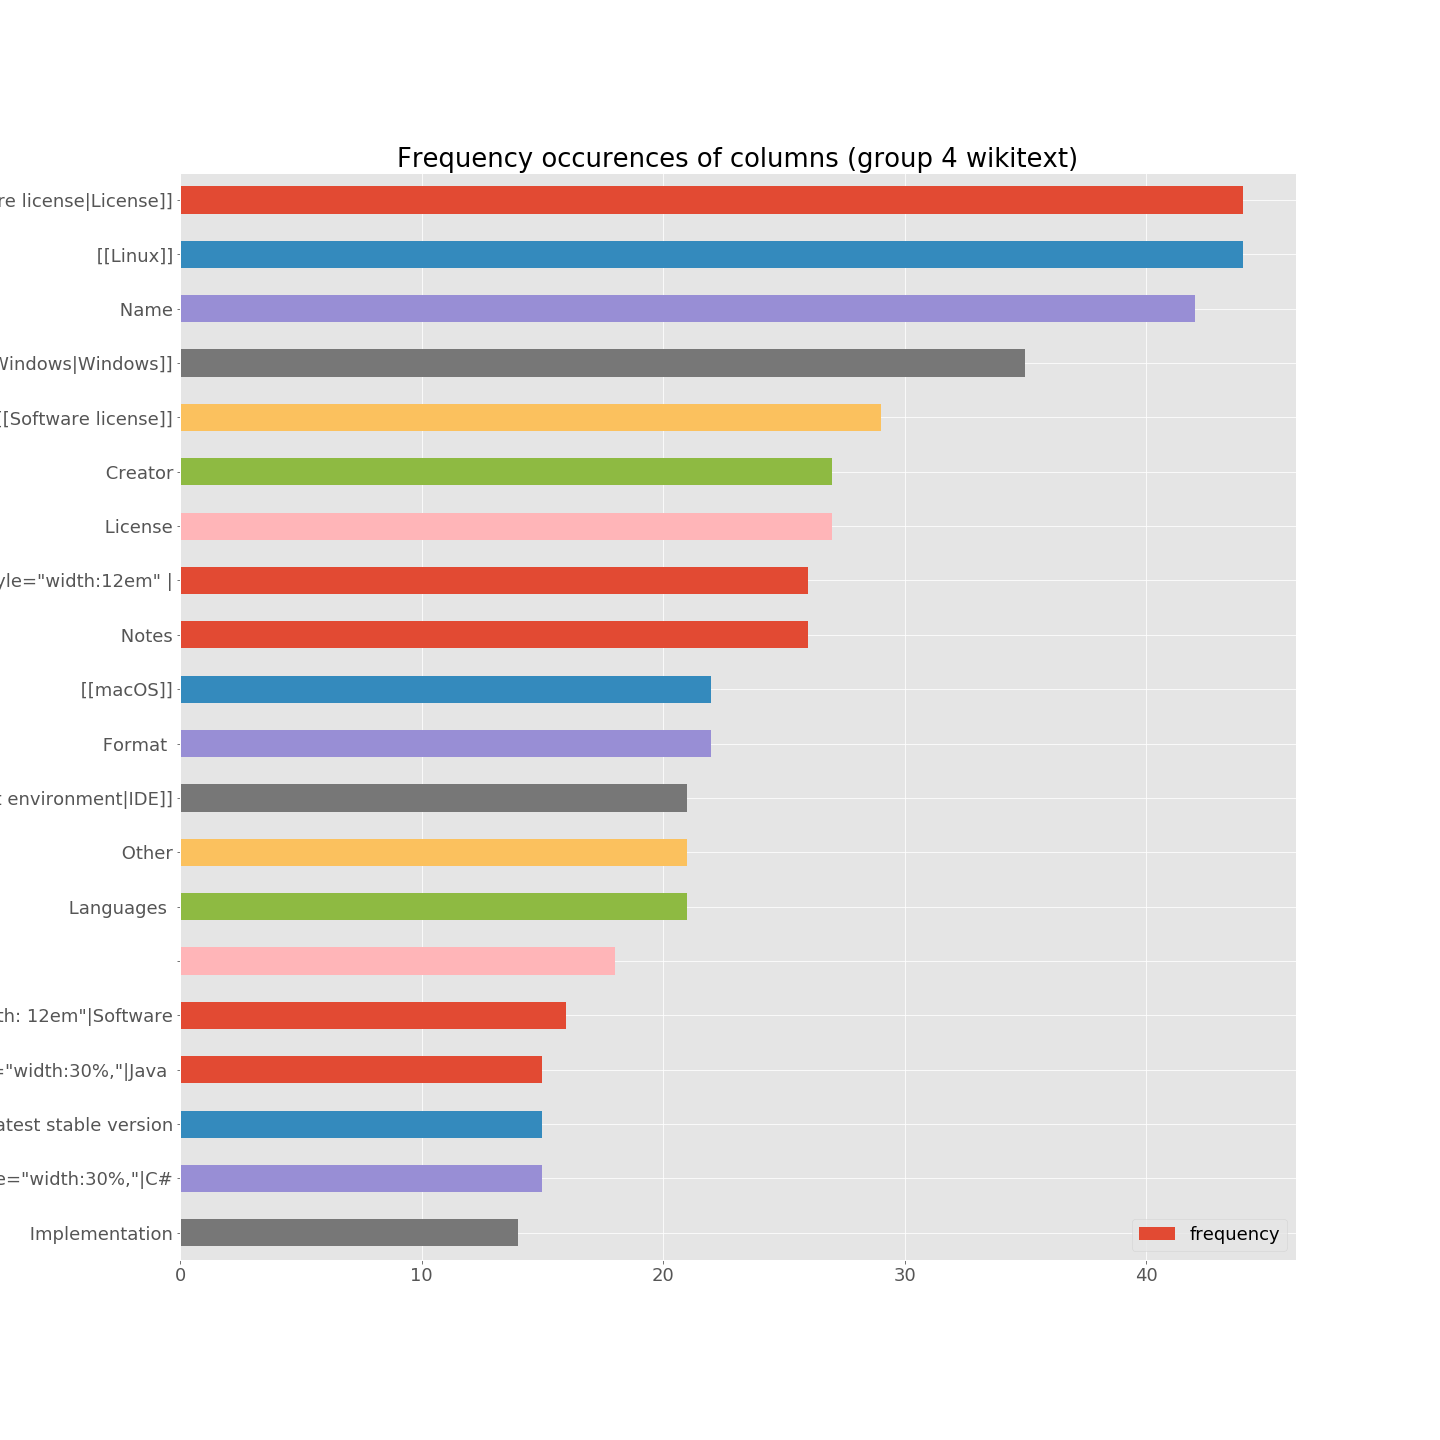 Frequency occurences of columns (group 4 wikitext)
re license|License]]
[[Linux]]
Name
Windows|Windows]]
[[Software license]]
Creator
License
yle="width:12em" |
Notes
[[macOS]]
Format
environment|IDE]]
Other
Languages
th: 12em"|Software
="width:30%,"|Java
atest stable version
e="width:30%,"|C#
Implementation
frequency
0 10 20 30 40